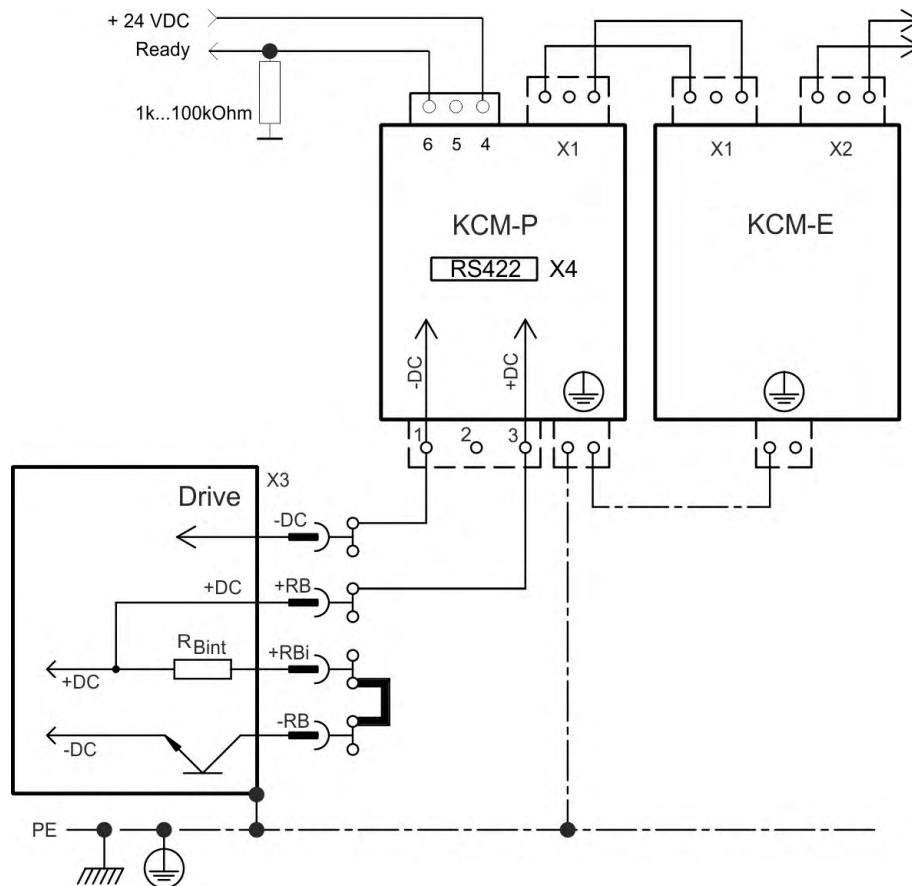 + 24 VDC
Ready
1k...100kOhm
6 5 4
X1
X1
X2
KCM-P
KCM-E
RS422 X4
-DC
+DC
1 2 3
X3
Drive
-DC
+DC
+RB
RBint
+RBi
+DC
-RB
-DC
PE